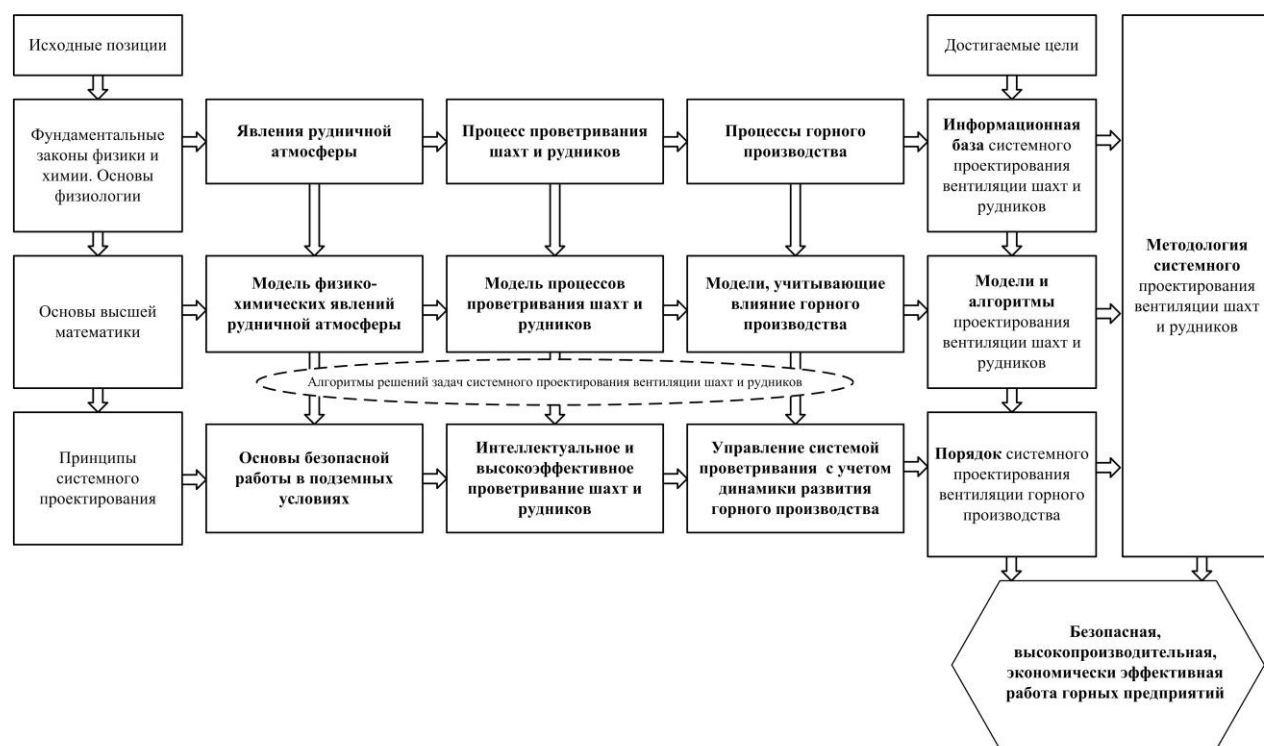 Исходные позиции
Достигаемые цели
Фундаментальные
законы физики и
химии. Основы
физиологии
Явления рудничной
атмосферы
Процесс проветривания
шахт и рудников
Процессы горного
производства
Информационная
база системного
проектирования
вентиляции шахт и
рудников
Методология
системного
проектирования
вентиляции шахт
и рудников
Основы высшей
математики
Модель физико-
химических явлений
рудничной атмосферы
Модель процессов
проветривания шахт и
рудников
Модели, учитывающие
влияние горного
производства
Модели и
алгоритмы
проектирования
вентиляции шахт
и рудников
Алгоритмы решений задач системного проектирования вентиляции шахт и рудников
Принципы
системного
проектирования
Основы безопасной
работы в подземных
условиях
Интеллектуальное и
высокоэффективное
проветривание шахт и
рудников
Управление системой
проветривания с учетом
динамики развития
горного производства
Порядок системного
проектирования
вентиляции горного
производства
Безопасная,
высокопроизводительная,
экономически эффективная
работа горных предприятий